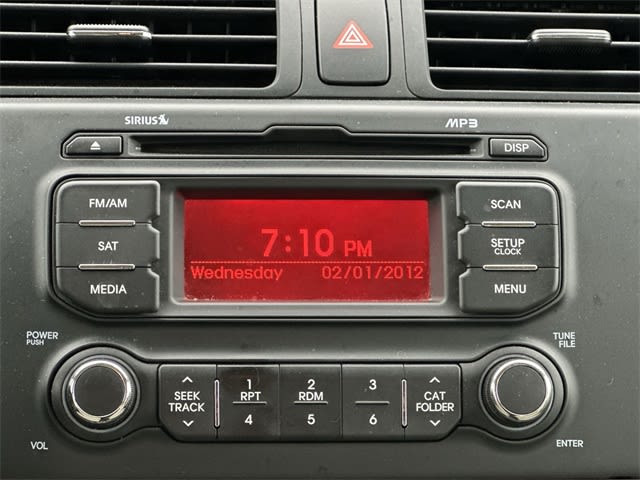 SIRIUS
MP3
DISP
FM/AM
SAT
MEDIA
7:10 PM
Wednesday 02/01/2012
SCAN
SETUP
CLOCK
MENU
POWER
PUSH
VOL
SEEK
TRACK
1 2 3
RPT RDM
4 5 6
CAT
FOLDER
TUNE
FILE
ENTER